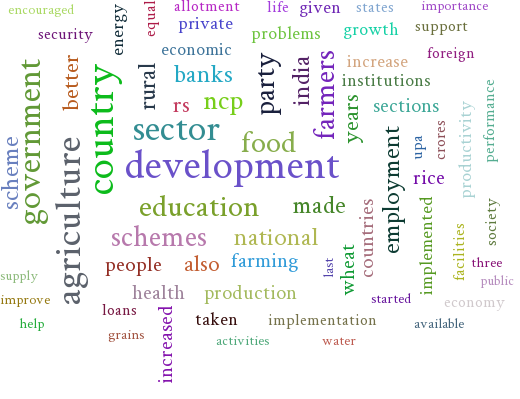 encouraged
allotment
life
given
states
importance
security
energy
equal
private
problems
growth
support
economic
foreign
better
rural
banks
party
india
farmers
increase
institutions
country
rs
ncp
years
sections
performance
government
sector
food
crores
productivity
scheme
agriculture
development
upa
employment
rice
education
made
countries
implemented
society
schemes
national
facilities
people
also
farming
wheat
last
three
supply
public
improve
health
production
started
economy
loans
increased
taken
implementation
available
help
grains
activities
water